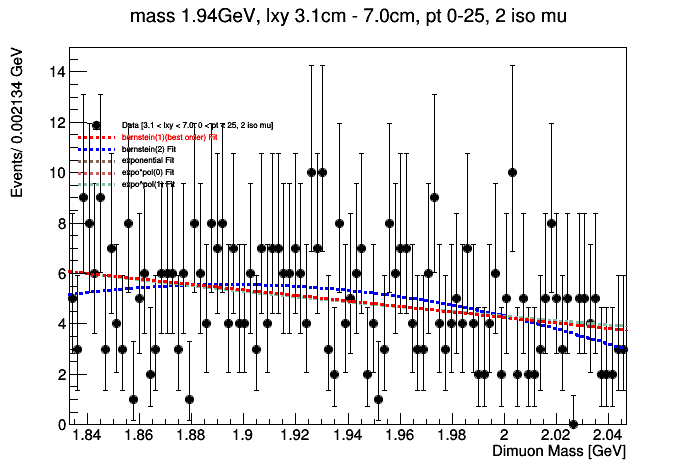 mass 1.94GeV, lxy 3.1cm - 7.0cm, pt 0-25, 2 iso mu
Events/ 0.002134 GeV
14
12
10
8
6
4
2
0
Data [3.1 < lxy < 7.0, 0 < pt < 25, 2 iso mu]
bernstein(1)(best order) Fit
bernstein(2) Fit
exponential Fit
expo*pol(0) Fit
expo*pol(1) Fit
1.84 1.86 1.88 1.9 1.92 1.94 1.96 1.98 2 2.02 2.04
Dimuon Mass [GeV]